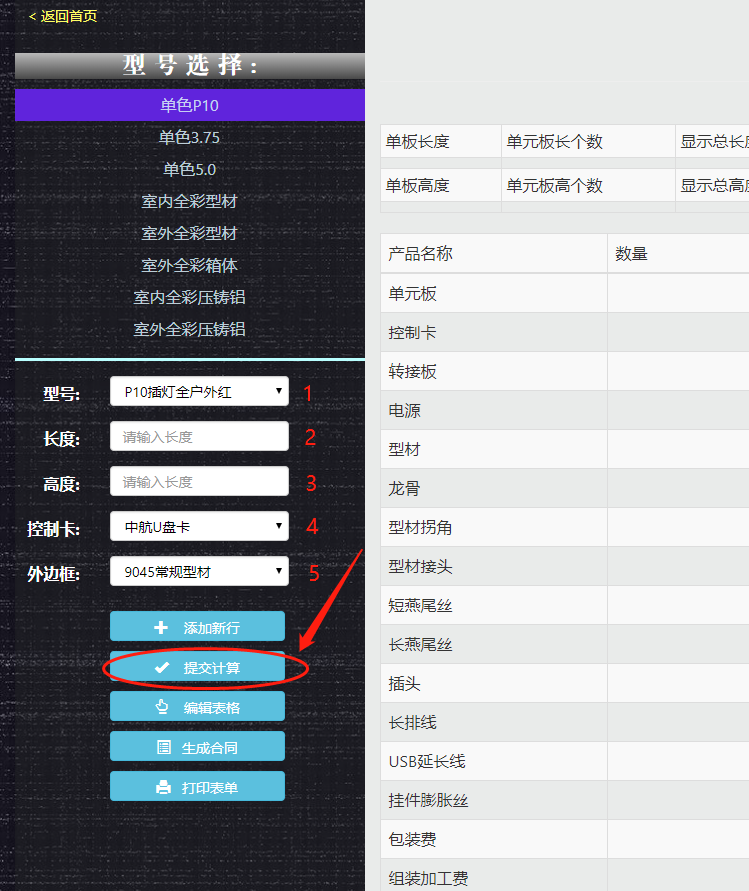 < 返回首页
型号选择:
单色P10
单色3.75
单色5.0
室内全彩型材
室外全彩型材
室外全彩箱体
室内全彩压铸铝
室外全彩压铸铝
型号: P10插灯全户外红 1
长度: 请输入长度 2
高度: 请输入长度 3
控制卡: 中航U盘卡 4
外边框: 9045常规型材 5
添加新行
提交计算
编辑表格
生成合同
打印表单
单板长度 单元板长个数 显示总长度
单板高度 单元板高个数 显示总高度
产品名称 数量
单元板
控制卡
转接板
电源
型材
龙骨
型材拐角
型材接头
短燕尾丝
长燕尾丝
插头
长排线
USB延长线
挂件膨胀丝
包装费
组装加工费